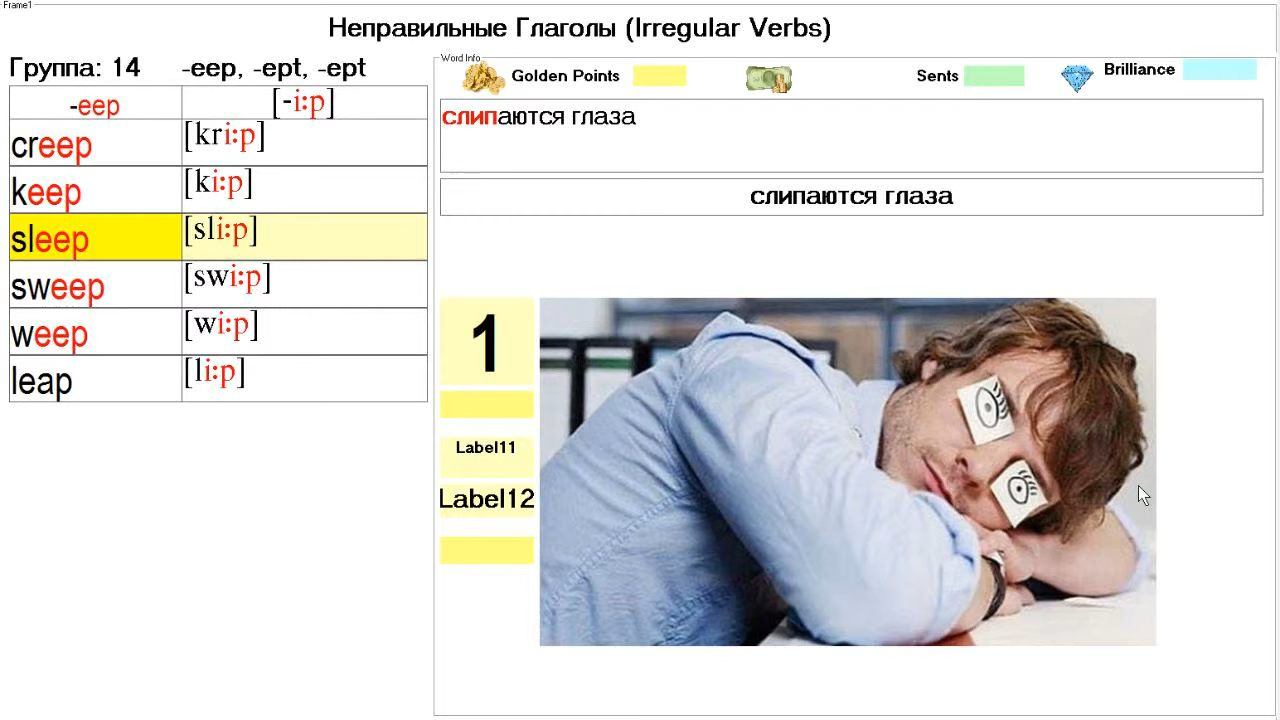 Frame1
Неправильные Глаголы (Irregular Verbs)
Группа: 14 -eep, -ept, -ept
-eep [-i:p]
creep [kri:p]
keep [ki:p]
sleep [sli:p]
sweep [swi:p]
weep [wi:p]
leap [li:p]
Word Info
Golden Points Sents Brilliance
слипаются глаза
слипаются глаза
1
Label11
Label12